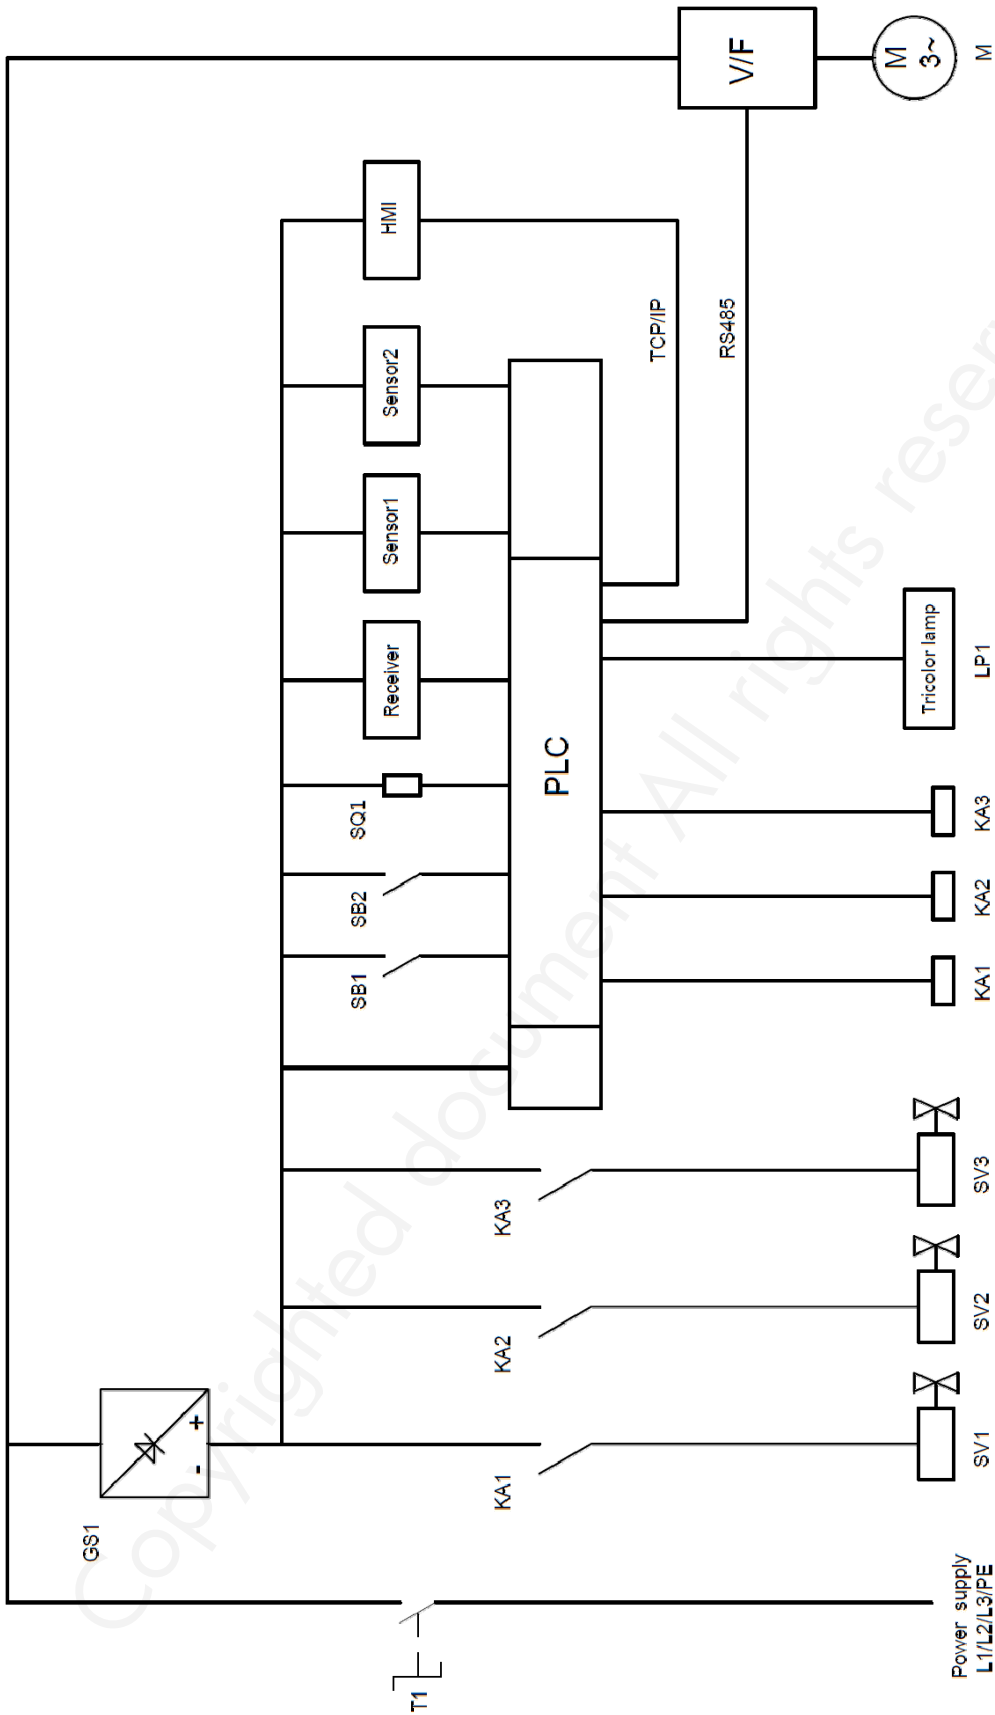 GS1
HMI
Sensor2
Sensor1
Receiver
SQ1
SB2
SB1
V/F
M
3~
M
TCP/IP
RS485
PLC
KA3
KA2
KA1
T1
Power supply
L1/L2/L3/PE
SV1
SV2
SV3
KA1
KA2
KA3
Tricolor lamp
LP1
-
+
Copyrighted document All rights reser